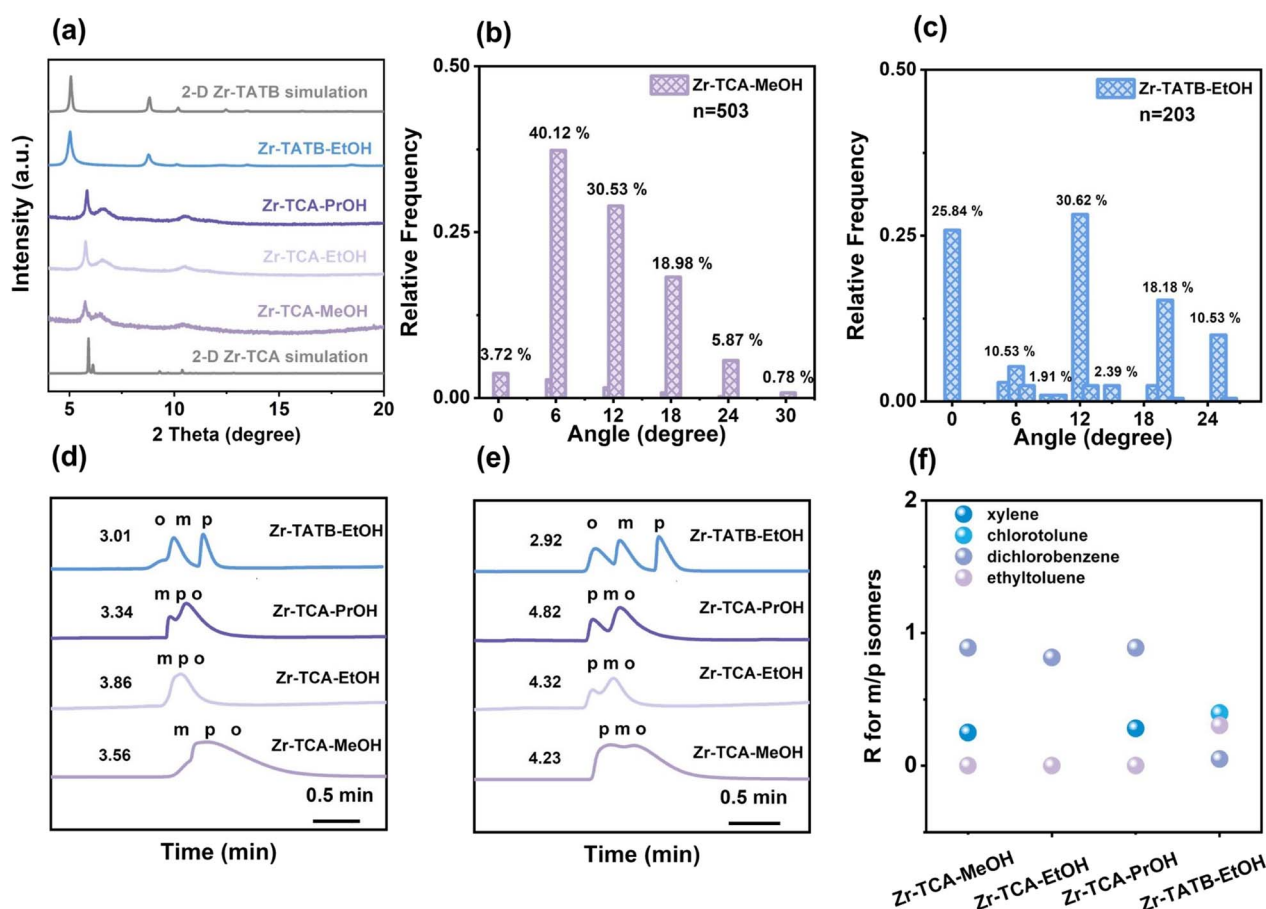 (a)
2-D Zr-TATB simulation
Zr-TATB-EtOH
Zr-TCA-PrOH
Zr-TCA-EtOH
Zr-TCA-MeOH
2-D Zr-TCA simulation
Intensity (a.u.)
5
10
15
20
2 Theta (degree)
(b)
0.50
0.25
0.00
Relative Frequency
Zr-TCA-MeOH
n=503
3.72 %
40.12 %
30.53 %
18.98 %
5.87 %
0.78 %
0
6
12
18
24
30
Angle (degree)
(c)
0.50
0.25
0.00
Relative Frequency
Zr-TATB-EtOH
n=203
25.84 %
10.53 %
1.91 %
30.62 %
2.39 %
18.18 %
10.53 %
0
6
12
18
24
Angle (degree)
(d)
o m p
3.01
Zr-TATB-EtOH
m p o
3.34
Zr-TCA-PrOH
m p o
3.86
Zr-TCA-EtOH
m p o
3.56
Zr-TCA-MeOH
0.5 min
Time (min)
(e)
o m p
2.92
Zr-TATB-EtOH
p m o
4.82
Zr-TCA-PrOH
p m o
4.32
Zr-TCA-EtOH
p m o
4.23
Zr-TCA-MeOH
0.5 min
Time (min)
(f)
2
1
0
R for m/p isomers
xylene
chlorotolune
dichlorobenzene
ethyltoluene
Zr-TCA-MeOH
Zr-TCA-EtOH
Zr-TCA-PrOH
Zr-TATB-EtOH